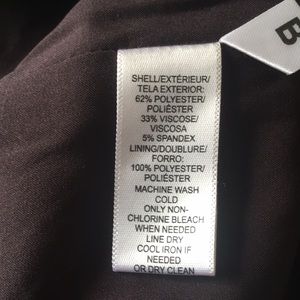 SHELL/EXTÉRIEUR/
TELA EXTERIOR:
62% POLYESTER/
POLIÉSTER
33% VISCOSE/
VISCOSA
5% SPANDEX
LINING/DOUBLURE/
FORRO:
100% POLYESTER/
POLIÉSTER
MACHINE WASH
COLD
ONLY NON-
CHLORINE BLEACH
WHEN NEEDED
LINE DRY
COOL IRON IF
NEEDED
OR DRY CLEAN
B